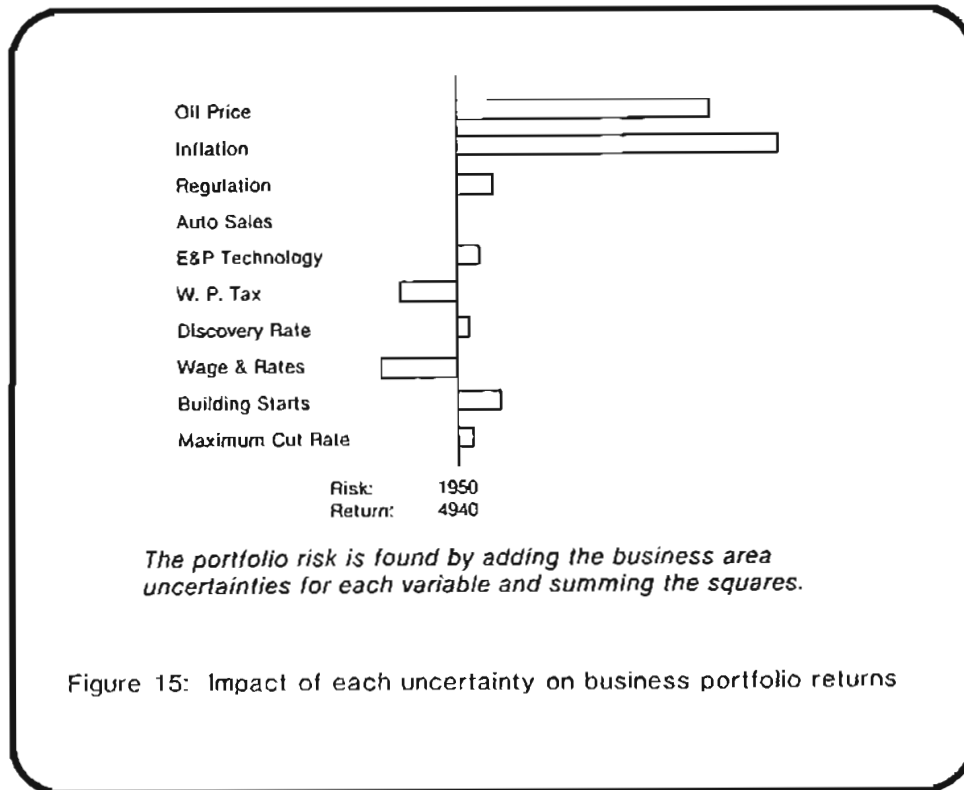 Oil Price
Inflation
Regulation
Auto Sales
E&P Technology
W. P. Tax
Discovery Rate
Wage & Rates
Building Starts
Maximum Cut Rate
Risk: 1950
Return: 4940
The portfolio risk is found by adding the business area
uncertainties for each variable and summing the squares.
Figure 15: Impact of each uncertainty on business portfolio returns